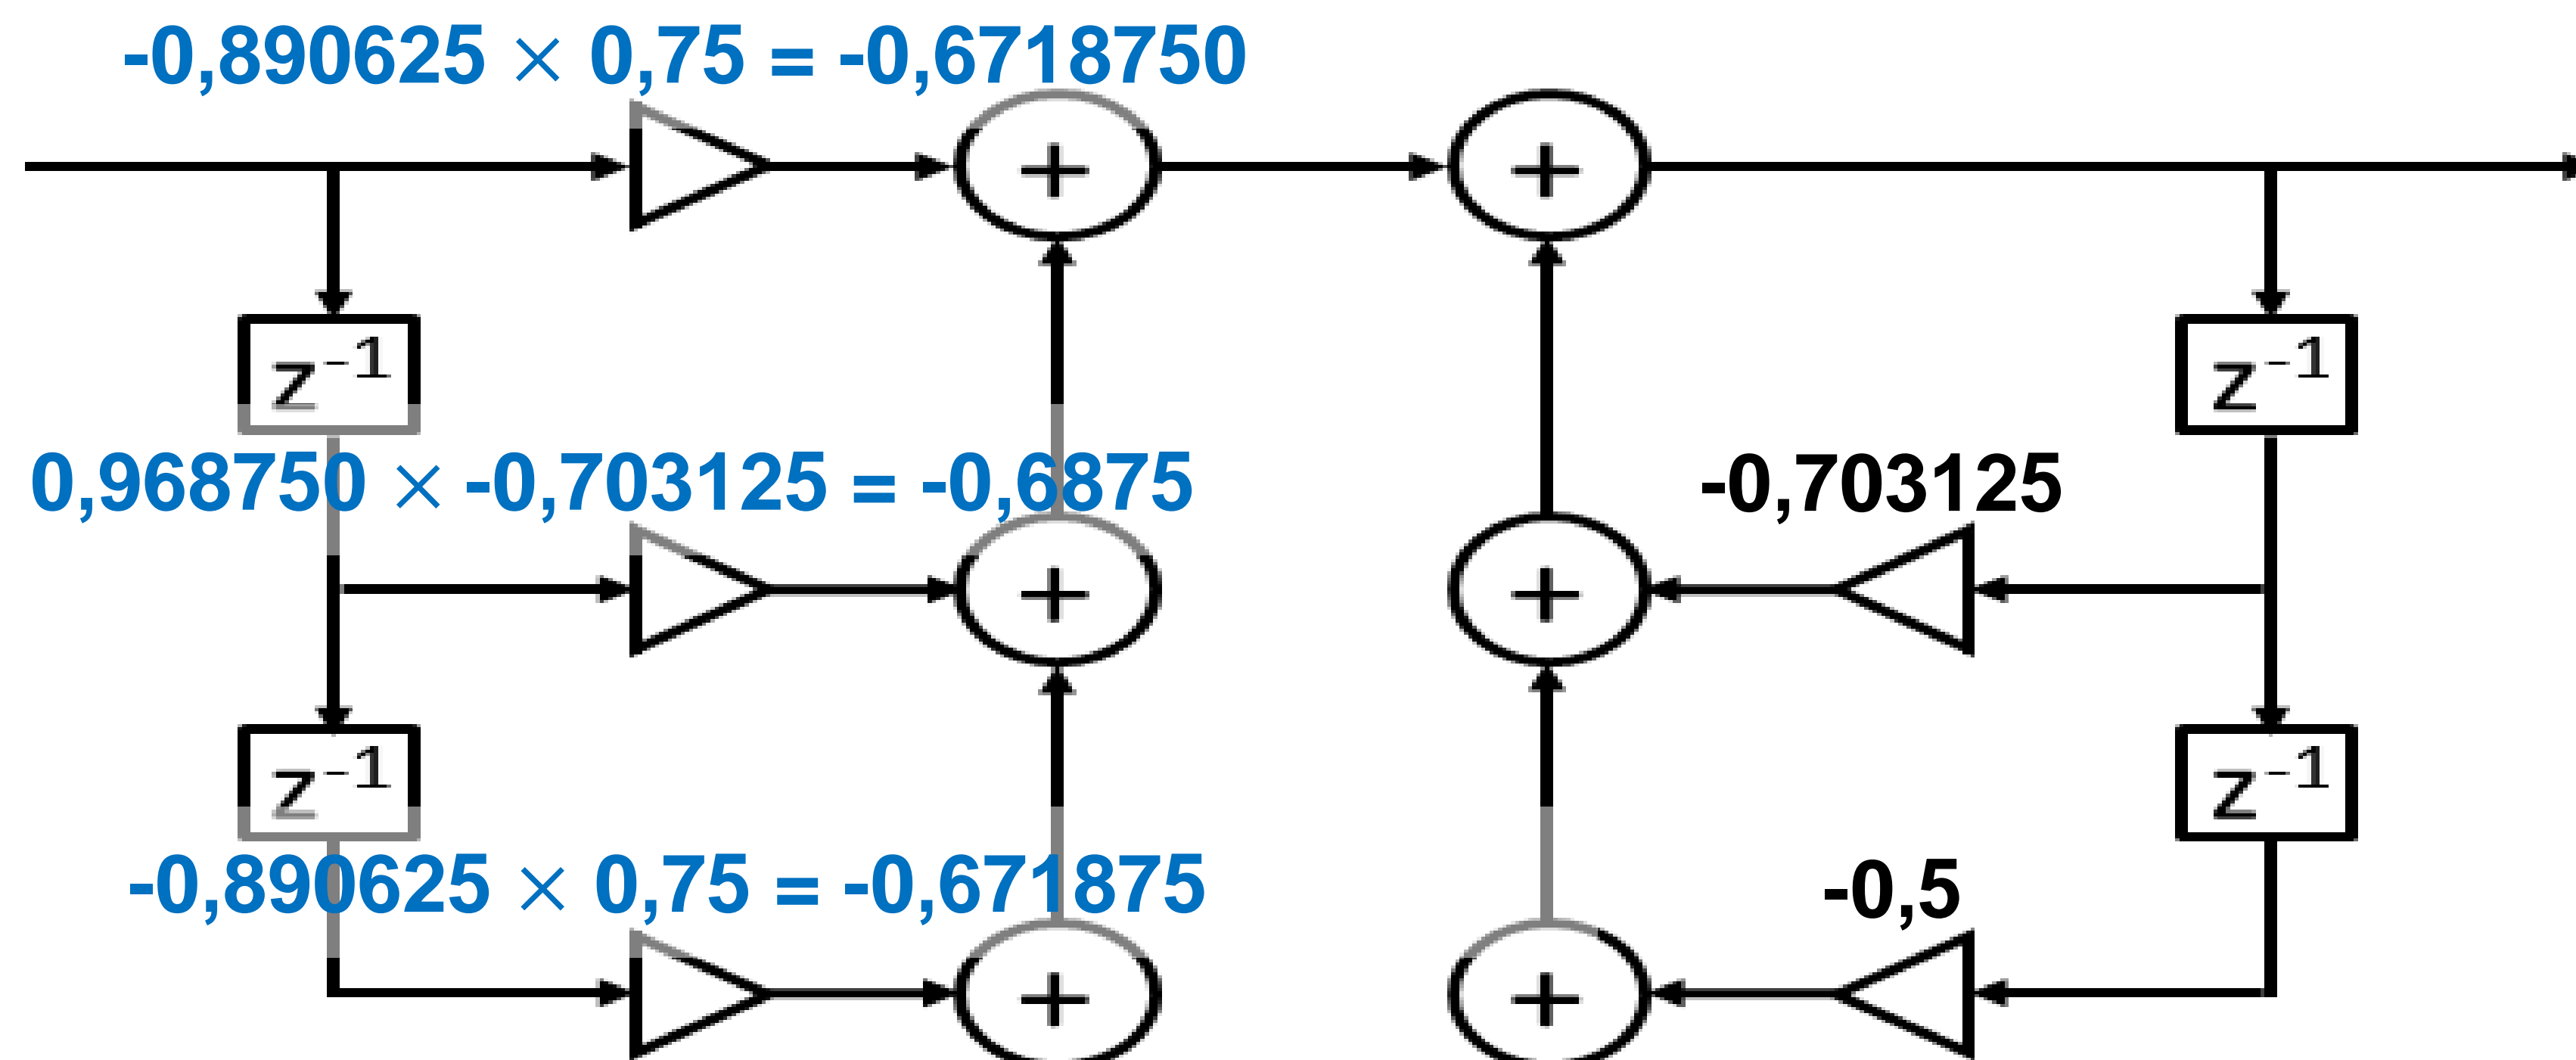 -0,890625 × 0,75 = -0,6718750
+ +
z⁻¹ z⁻¹
0,968750 × -0,703125 = -0,6875
-0,703125
+ +
z⁻¹ z⁻¹
-0,890625 × 0,75 = -0,671875
-0,5
+ +